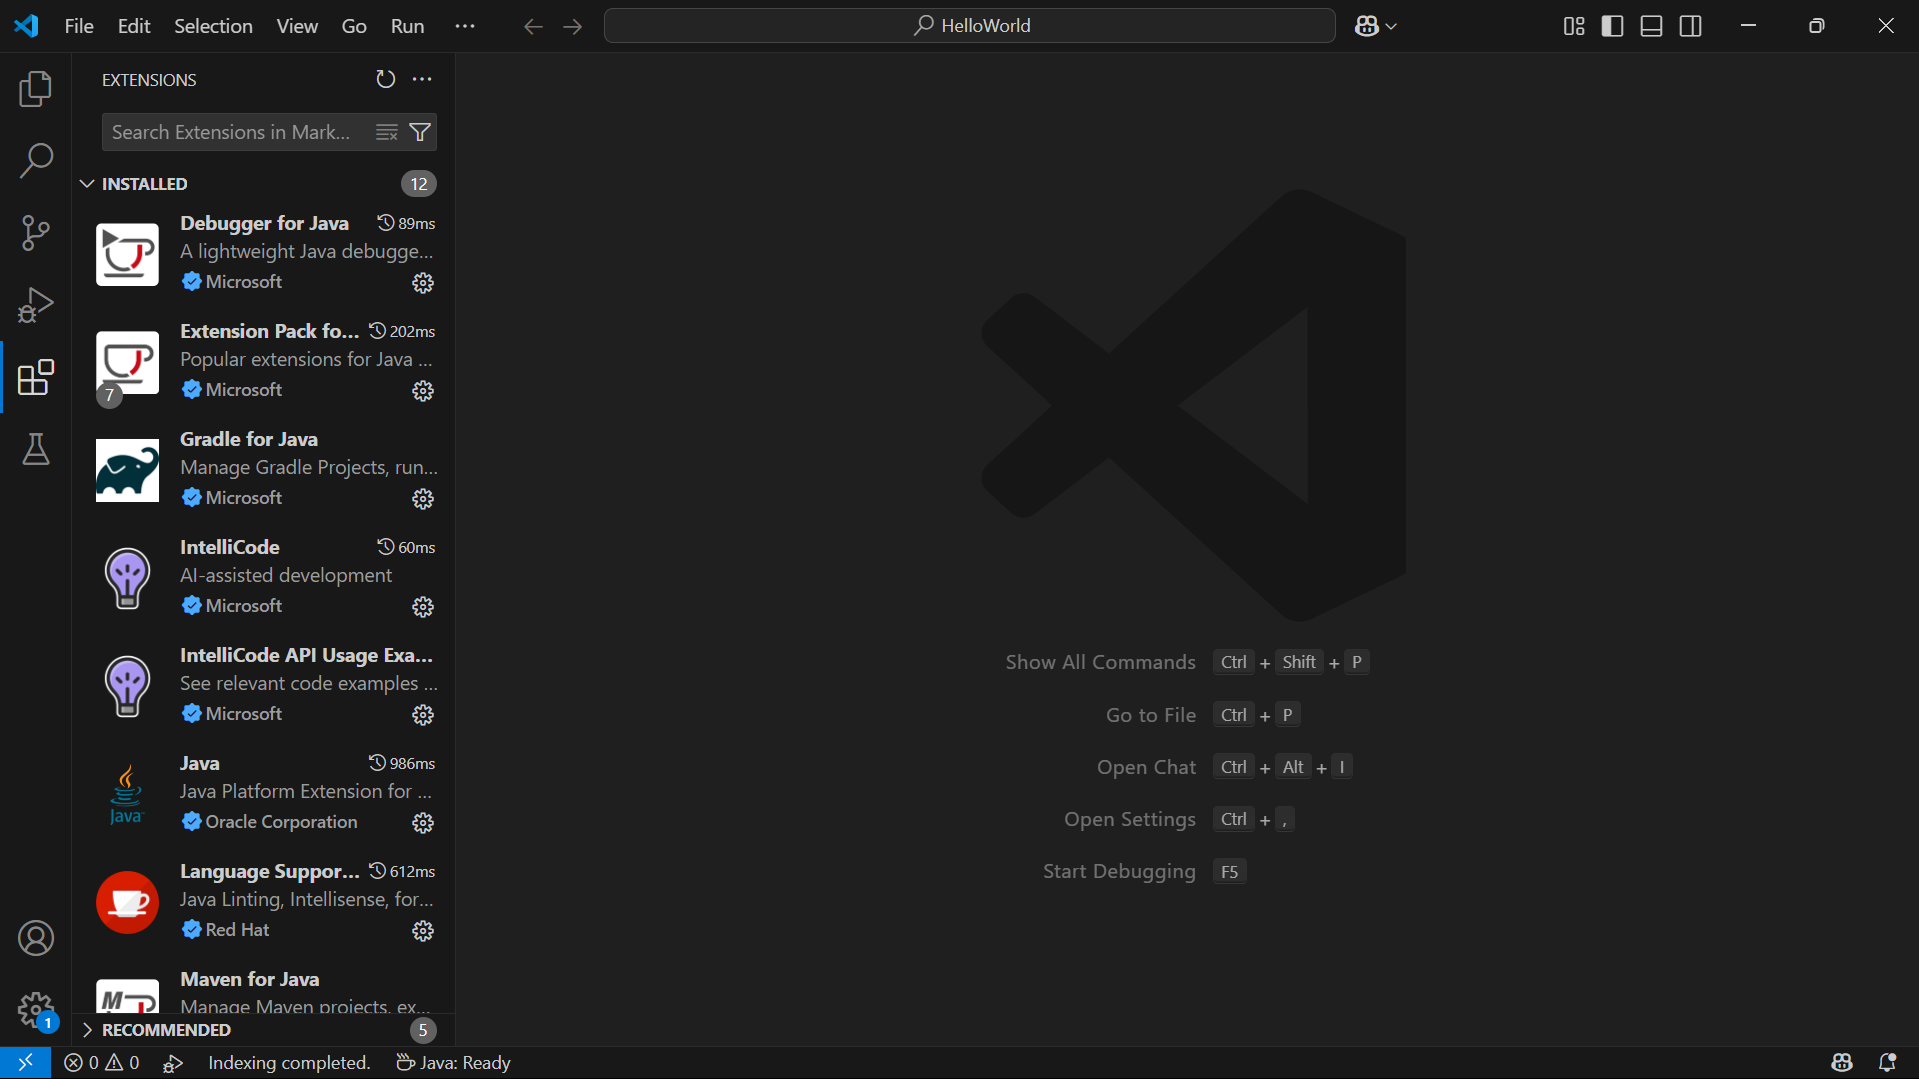 File Edit Selection View Go Run
HelloWorld
EXTENSIONS
Search Extensions in Mark...
INSTALLED 12
Debugger for Java 89ms
A lightweight Java debugge...
Microsoft
Extension Pack fo... 202ms
Popular extensions for Java ...
7 Microsoft
Gradle for Java
Manage Gradle Projects, run...
Microsoft
IntelliCode 60ms
AI-assisted development
Microsoft
IntelliCode API Usage Exa...
See relevant code examples ...
Microsoft
Java 986ms
Java Platform Extension for ...
Java
Oracle Corporation
Language Suppor... 612ms
Java Linting, Intellisense, for...
Red Hat
Maven for Java
M
Manage Maven projects, ex...
1
RECOMMENDED 5
Show All Commands Ctrl + Shift + P
Go to File Ctrl + P
Open Chat Ctrl + Alt + I
Open Settings Ctrl + ,
Start Debugging F5
0 0 Indexing completed. Java: Ready